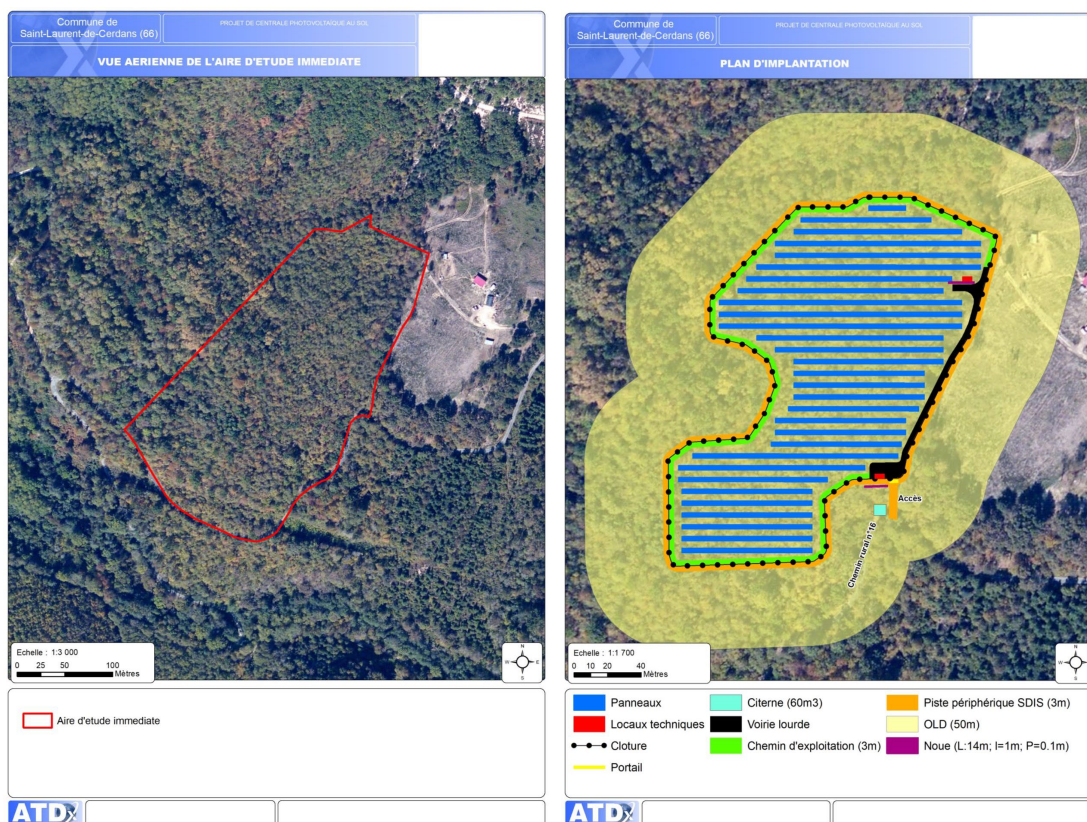 Commune de
Saint-Laurent-de-Cerdans (66)
PROJET DE CENTRALE PHOTOVOLTAÏQUE AU SOL
VUE AERIENNE DE L'AIRE D'ETUDE IMMEDIATE
Echelle : 1:3 000
0 25 50 100
Mètres
N
W E
S
Aire d'etude immediate
ATDx
Commune de
Saint-Laurent-de-Cerdans (66)
PROJET DE CENTRALE PHOTOVOLTAÏQUE AU SOL
PLAN D'IMPLANTATION
Accès
Chemin rural n°16
Echelle : 1:1 700
0 10 20 40
Mètres
N
W
S
Panneaux
Locaux techniques
Cloture
Portail
Citerne (60m3)
Voirie lourde
Chemin d'exploitation (3m)
Piste périphérique SDIS (3m)
OLD (50m)
Noue (L:14m; l=1m; P=0.1m)
ATDx